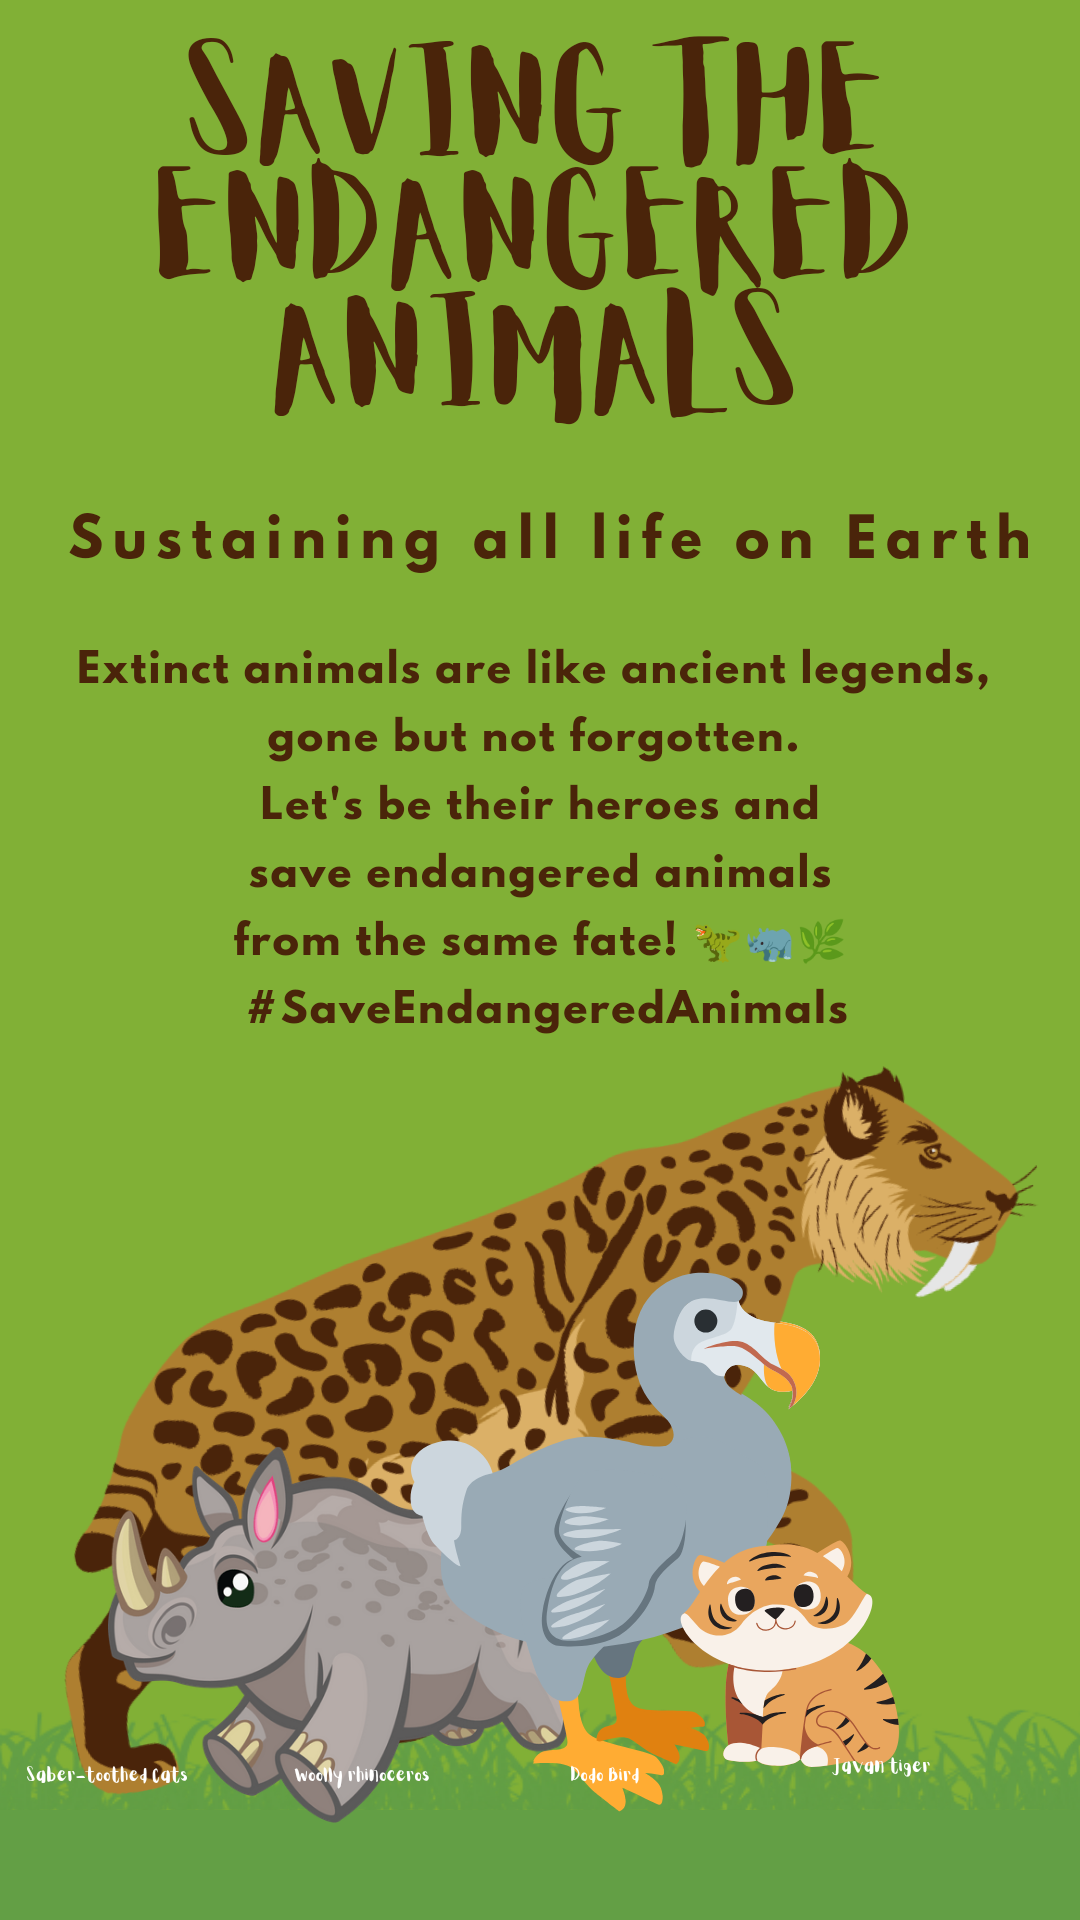 SAVING THE
ENDANGERED
ANIMALS
Sustaining all life on Earth
Extinct animals are like ancient legends,
gone but not forgotten.
Let's be their heroes and
save endangered animals
from the same fate! 🦖🦏🌿
#SaveEndangeredAnimals
Saber-toothed Cats
Woolly rhinoceros
Dodo Bird
Javan tiger